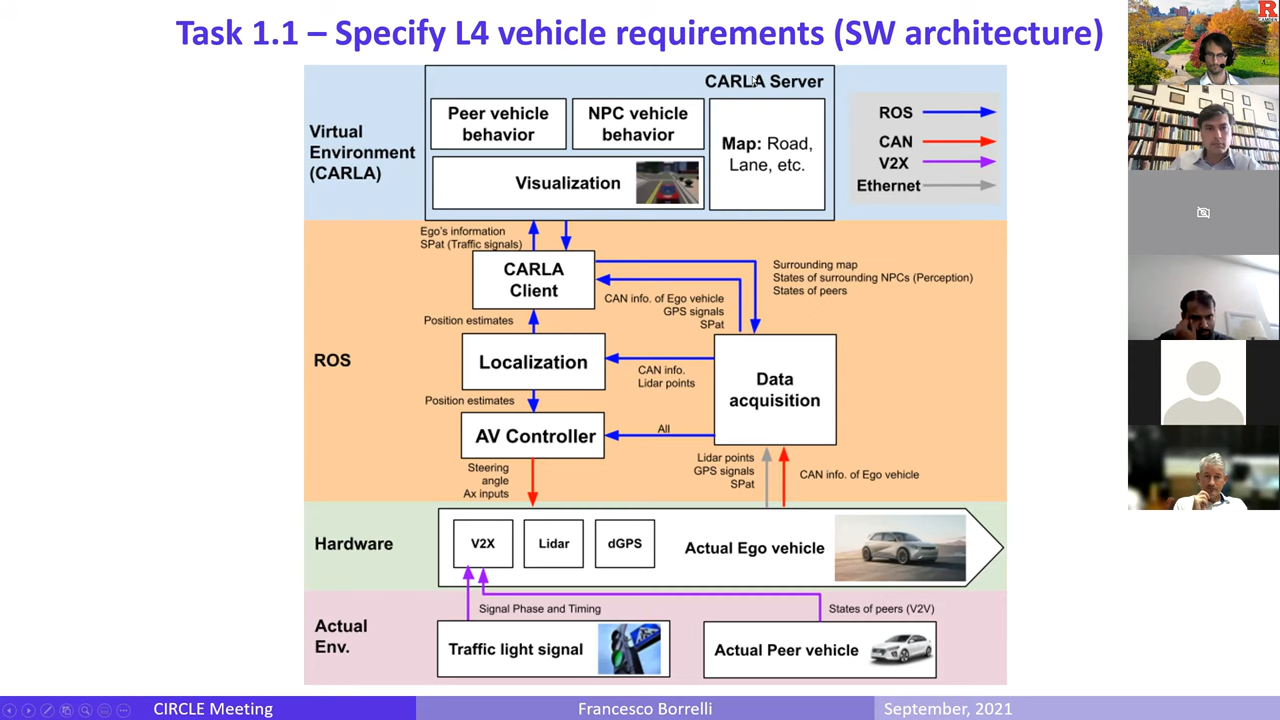 Task 1.1 – Specify L4 vehicle requirements (SW architecture)
CARLA Server
Peer vehicle
behavior
NPC vehicle
behavior
Map: Road,
Lane, etc.
Visualization
Virtual
Environment
(CARLA)
ROS
CAN
V2X
Ethernet
Ego's information
SPat (Traffic signals)
CARLA
Client
Surrounding map
States of surrounding NPCs (Perception)
States of peers
CAN info. of Ego vehicle
GPS signals
SPat
Position estimates
ROS
Localization
CAN info.
Lidar points
Data
acquisition
Position estimates
AV Controller
All
Steering
angle
Ax inputs
Lidar points
GPS signals
SPat
CAN info of Ego vehicle
Hardware
V2X
Lidar
dGPS
Actual Ego vehicle
Signal Phase and Timing
States of peers (V2V)
Actual
Env.
Traffic light signal
Actual Peer vehicle
CIRCLE Meeting
Francesco Borrelli
September, 2021
R